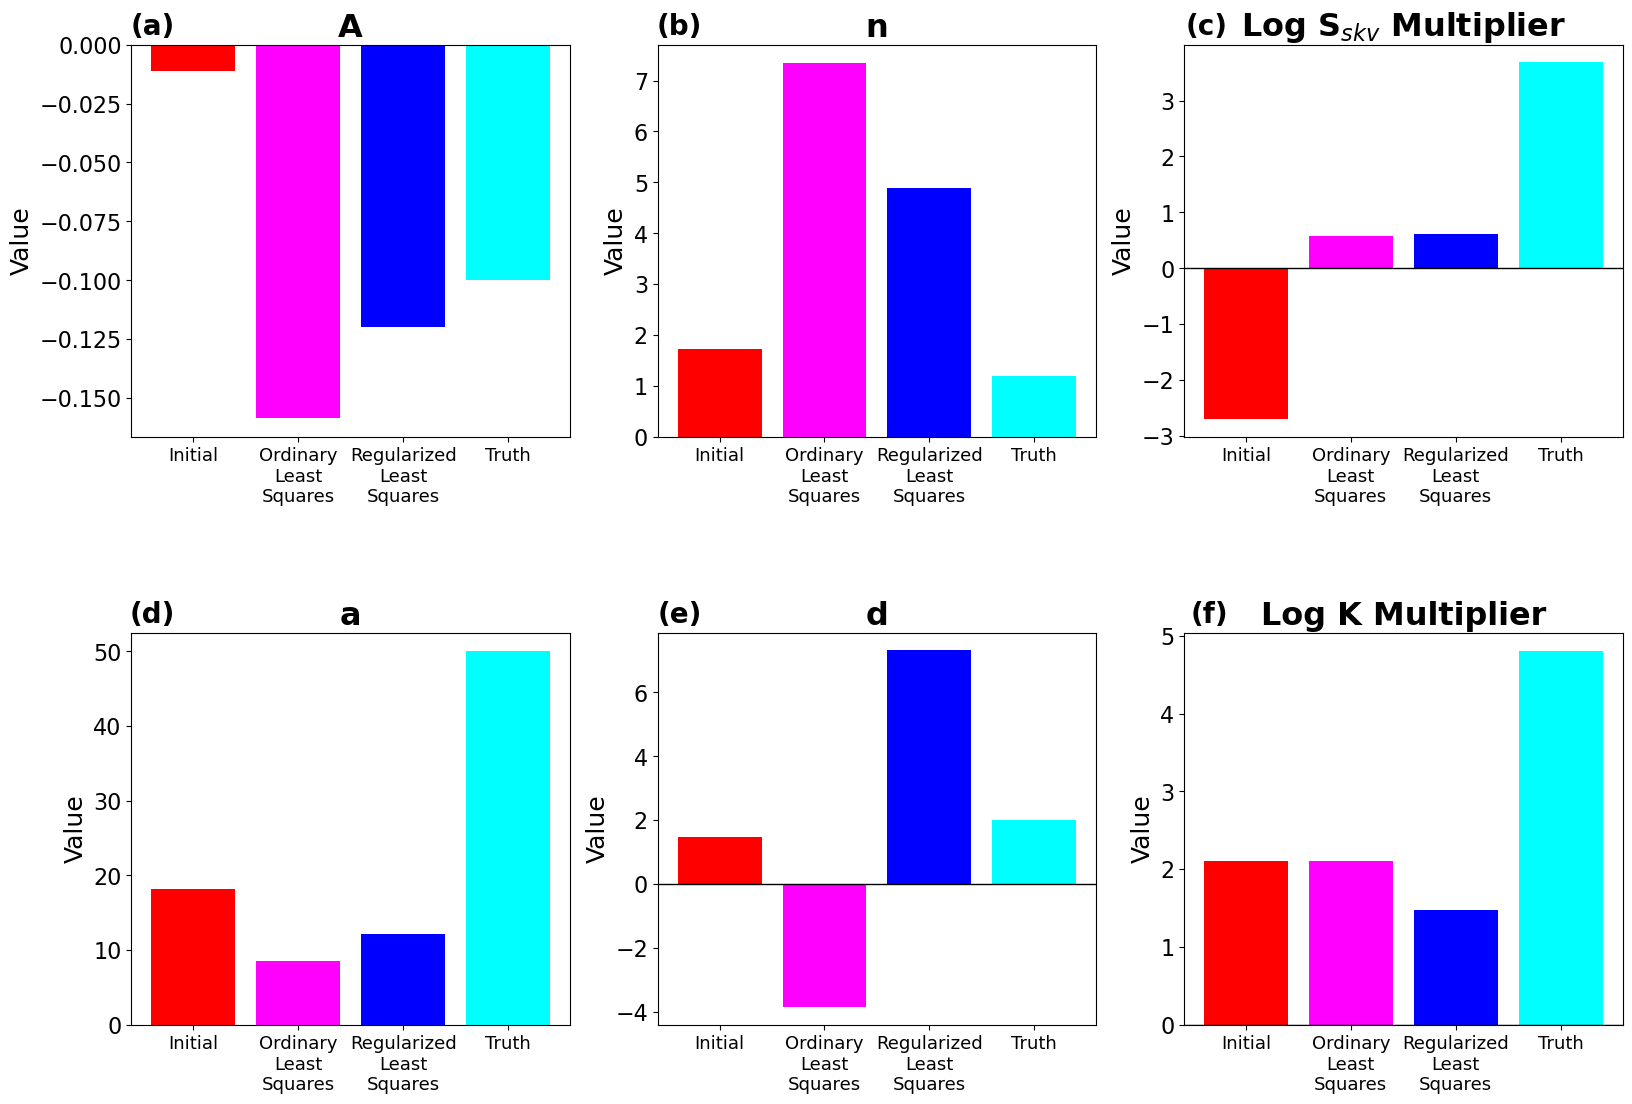 (a) A
0.000
−0.025
−0.050
−0.075
−0.100
−0.125
−0.150
Value
Initial
Ordinary
Least
Squares
Regularized
Least
Squares
Truth
(b) n
7
6
5
4
3
2
1
0
Value
Initial
Ordinary
Least
Squares
Regularized
Least
Squares
Truth
(c) Log S_{skv} Multiplier
3
2
1
0
−1
−2
−3
Value
Initial
Ordinary
Least
Squares
Regularized
Least
Squares
Truth
(d) a
50
40
30
20
10
0
Value
Initial
Ordinary
Least
Squares
Regularized
Least
Squares
Truth
(e) d
6
4
2
0
−2
−4
Value
Initial
Ordinary
Least
Squares
Regularized
Least
Squares
Truth
(f) Log K Multiplier
5
4
3
2
1
0
Value
Initial
Ordinary
Least
Squares
Regularized
Least
Squares
Truth